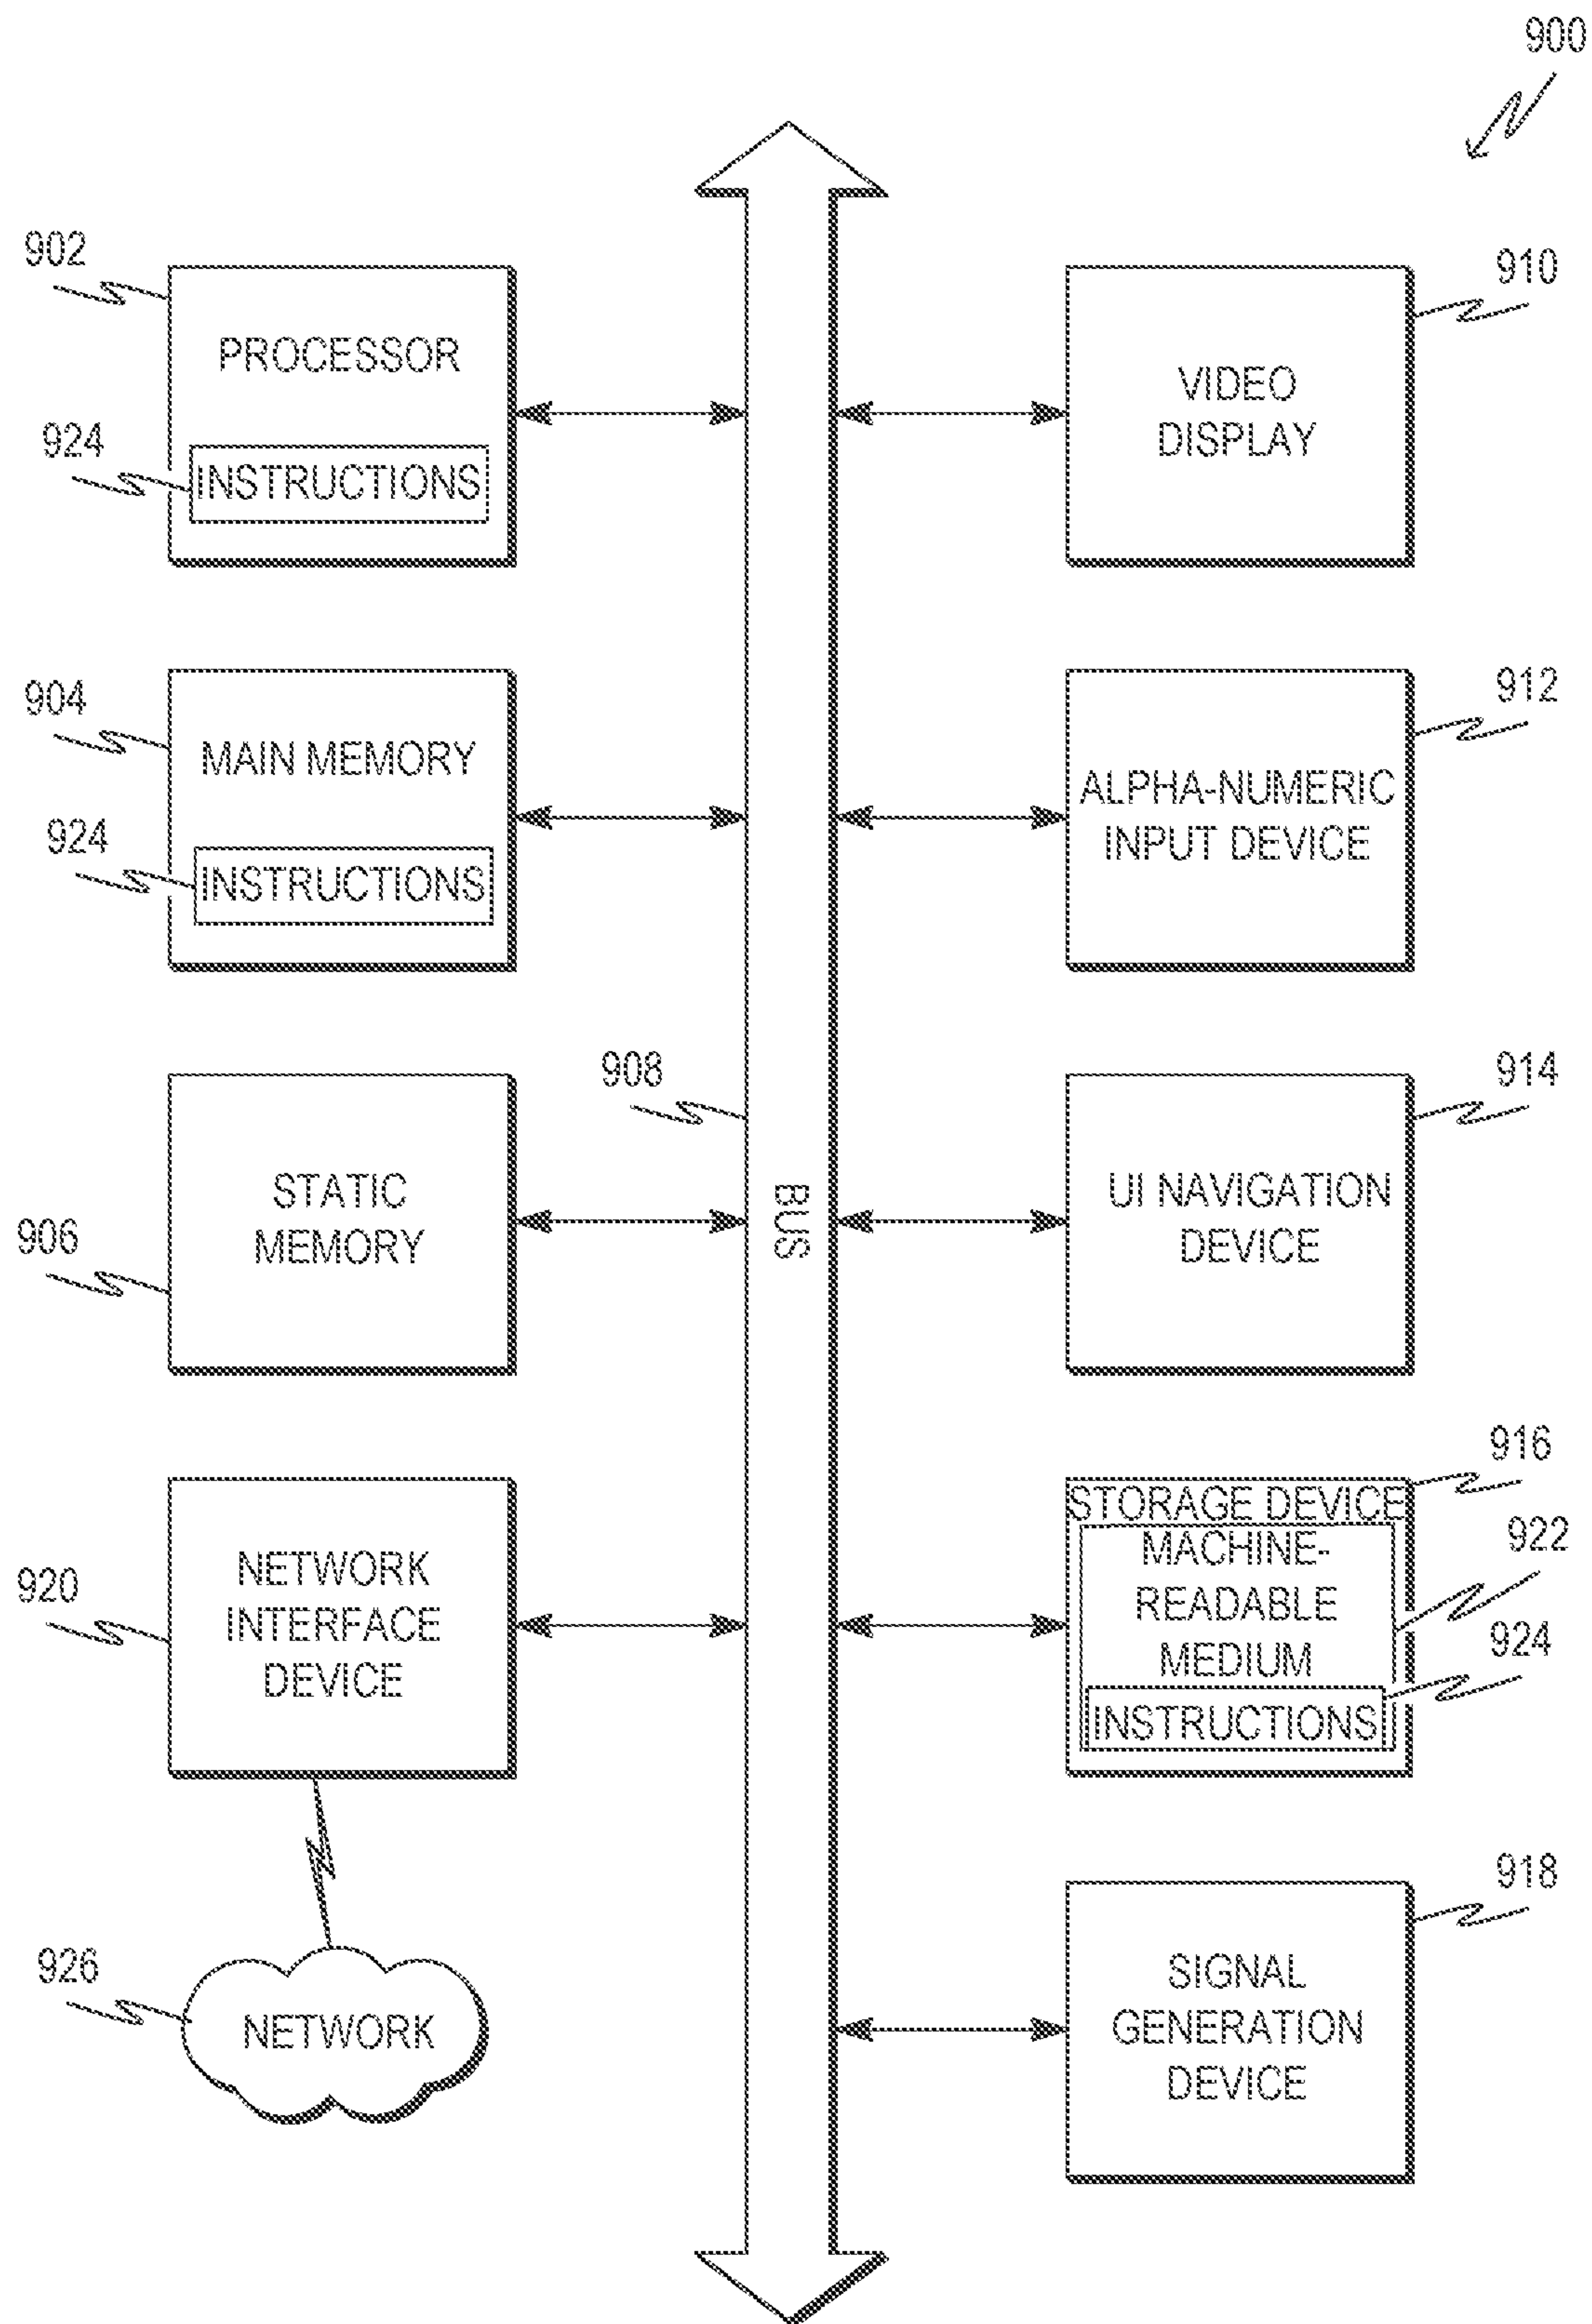 900
902
PROCESSOR
924
INSTRUCTIONS
904
MAIN MEMORY
924
INSTRUCTIONS
906
STATIC
MEMORY
920
NETWORK
INTERFACE
DEVICE
926
NETWORK
908
BUS
910
VIDEO
DISPLAY
912
ALPHA-NUMERIC
INPUT DEVICE
914
UI NAVIGATION
DEVICE
916
STORAGE DEVICE
922
MACHINE-
READABLE
MEDIUM
924
INSTRUCTIONS
918
SIGNAL
GENERATION
DEVICE